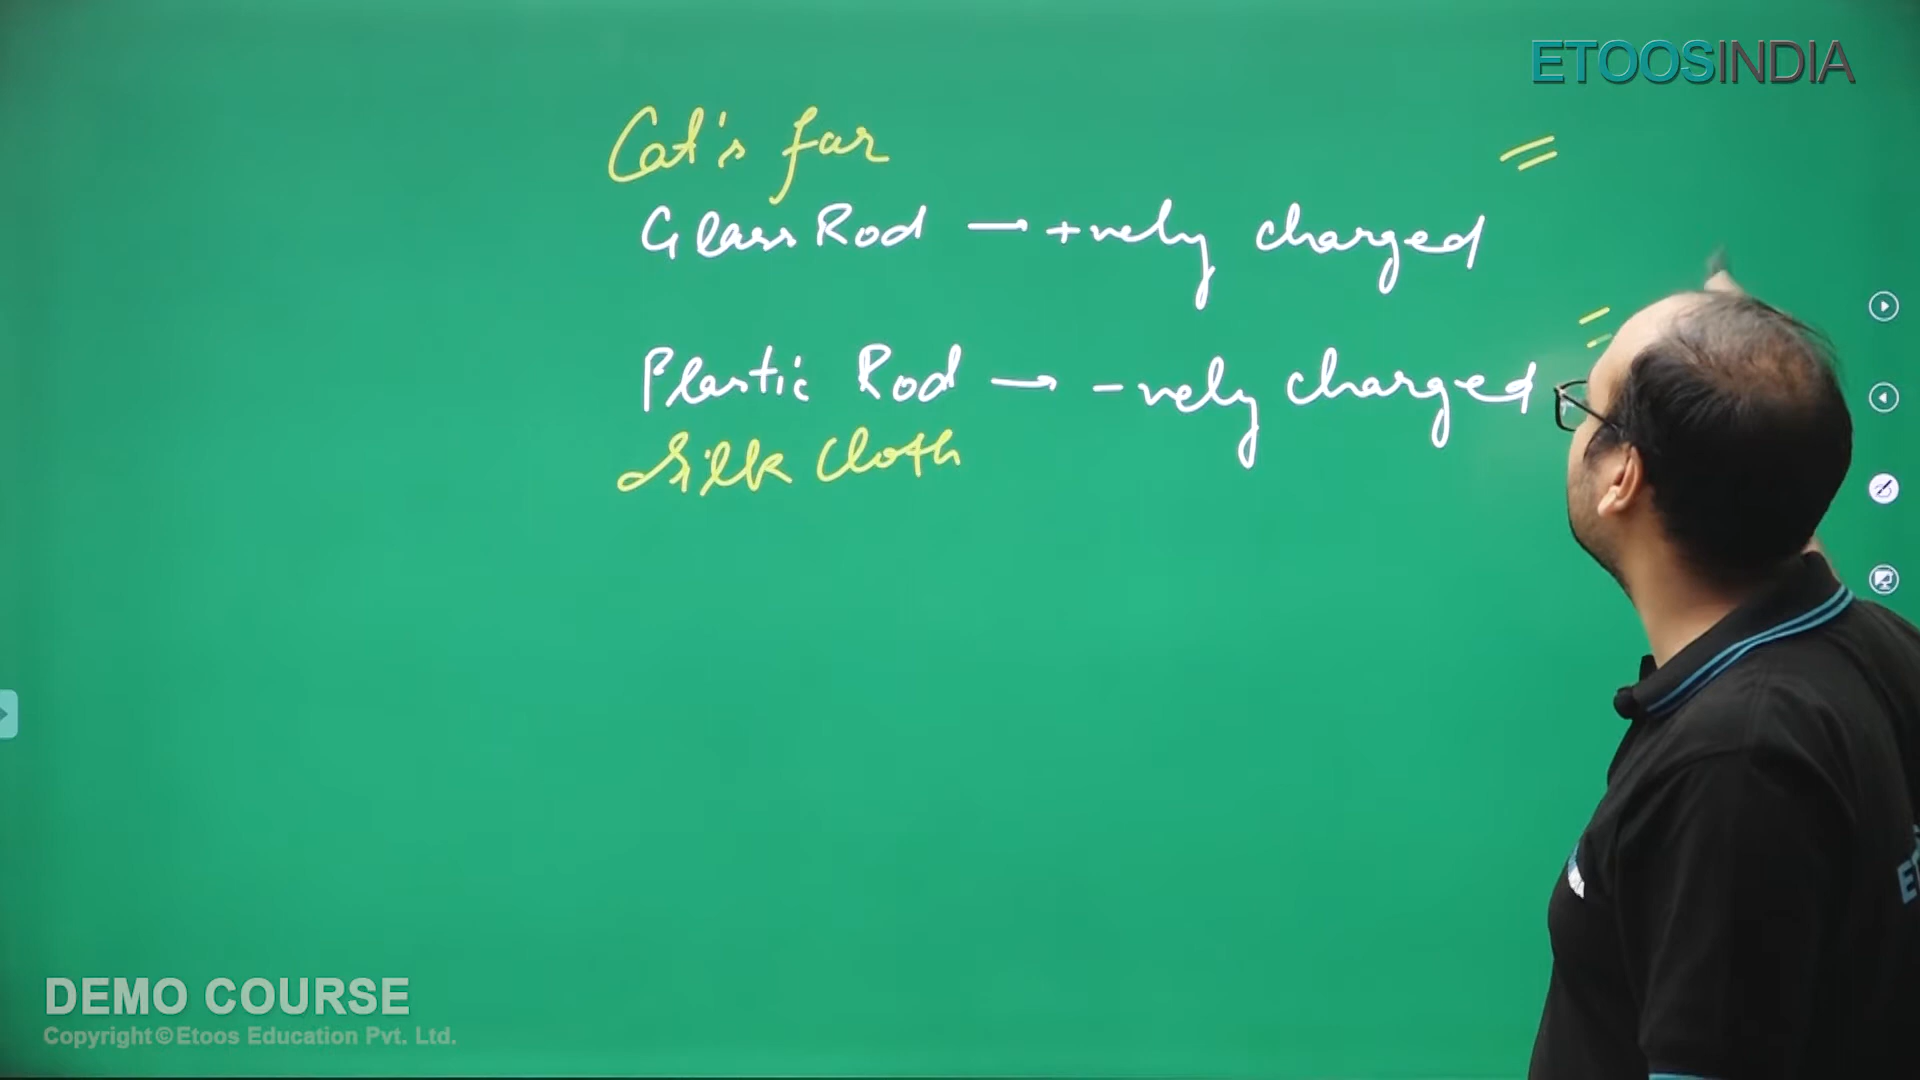 ETOOSINDIA
Cat's fur
Glass Rod → +vely charged
Plastic Rod → -vely charged
Silk Cloth
DEMO COURSE
Copyright © Etoos Education Pvt. Ltd.